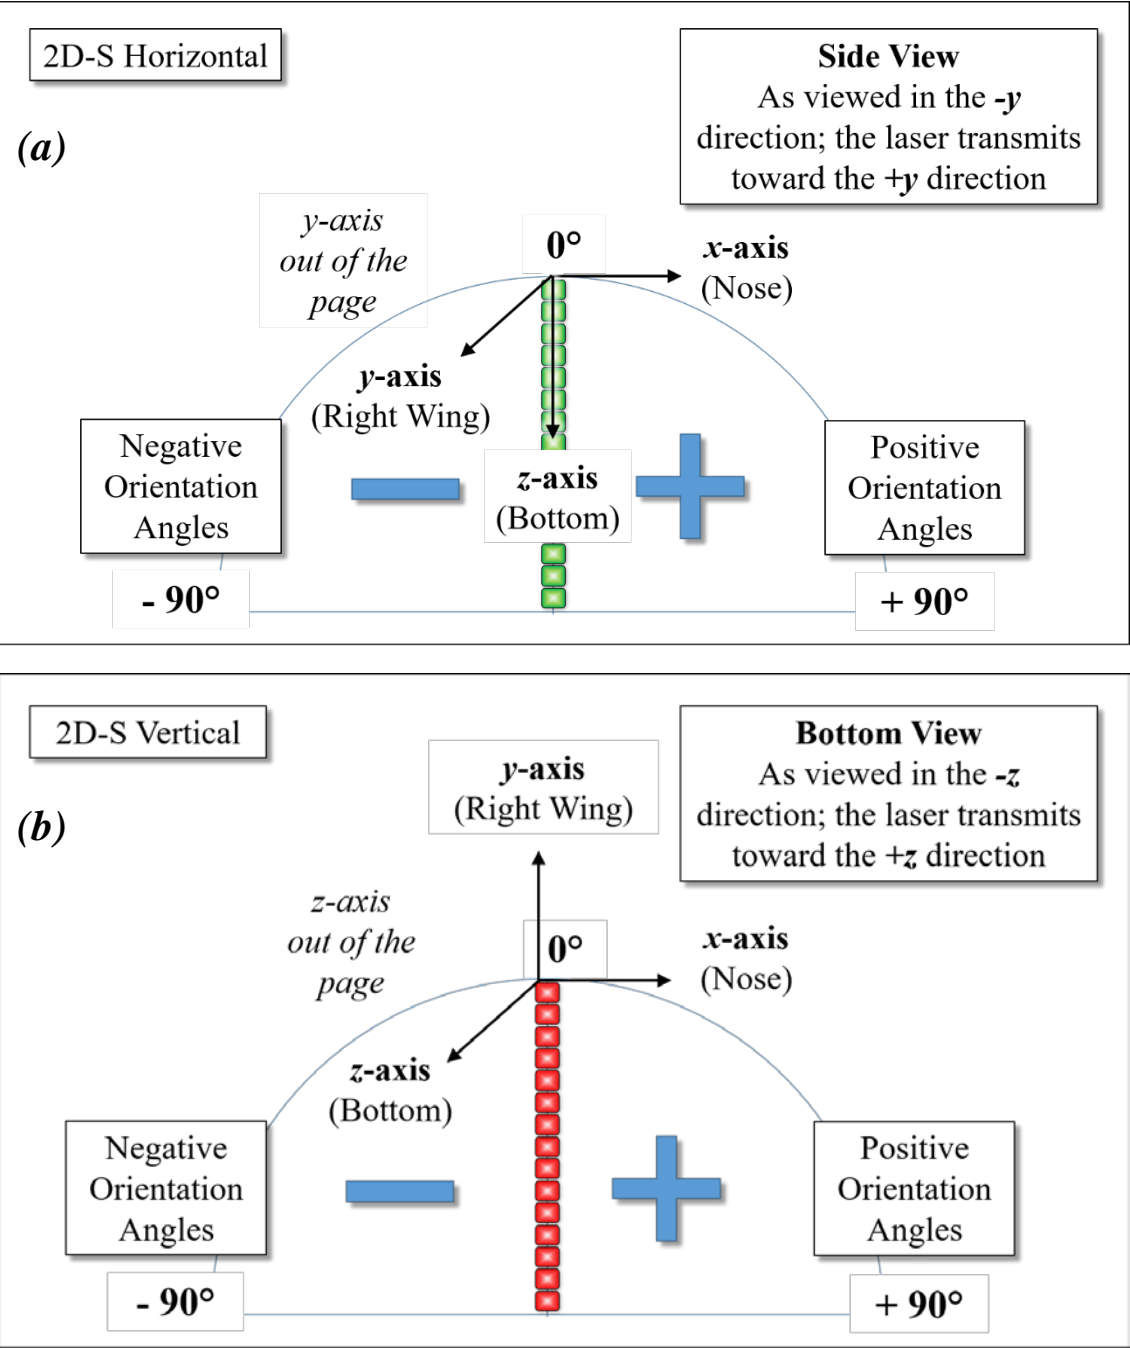 2D-S Horizontal
Side View
As viewed in the -y
direction; the laser transmits
toward the +y direction
(a)
y-axis
out of the
page
0°
x-axis
(Nose)
y-axis
(Right Wing)
Negative
Orientation
Angles
z-axis
(Bottom)
Positive
Orientation
Angles
- 90°
+ 90°
2D-S Vertical
Bottom View
As viewed in the -z
direction; the laser transmits
toward the +z direction
y-axis
(Right Wing)
(b)
z-axis
out of the
page
0°
x-axis
(Nose)
z-axis
(Bottom)
Negative
Orientation
Angles
Positive
Orientation
Angles
- 90°
+ 90°